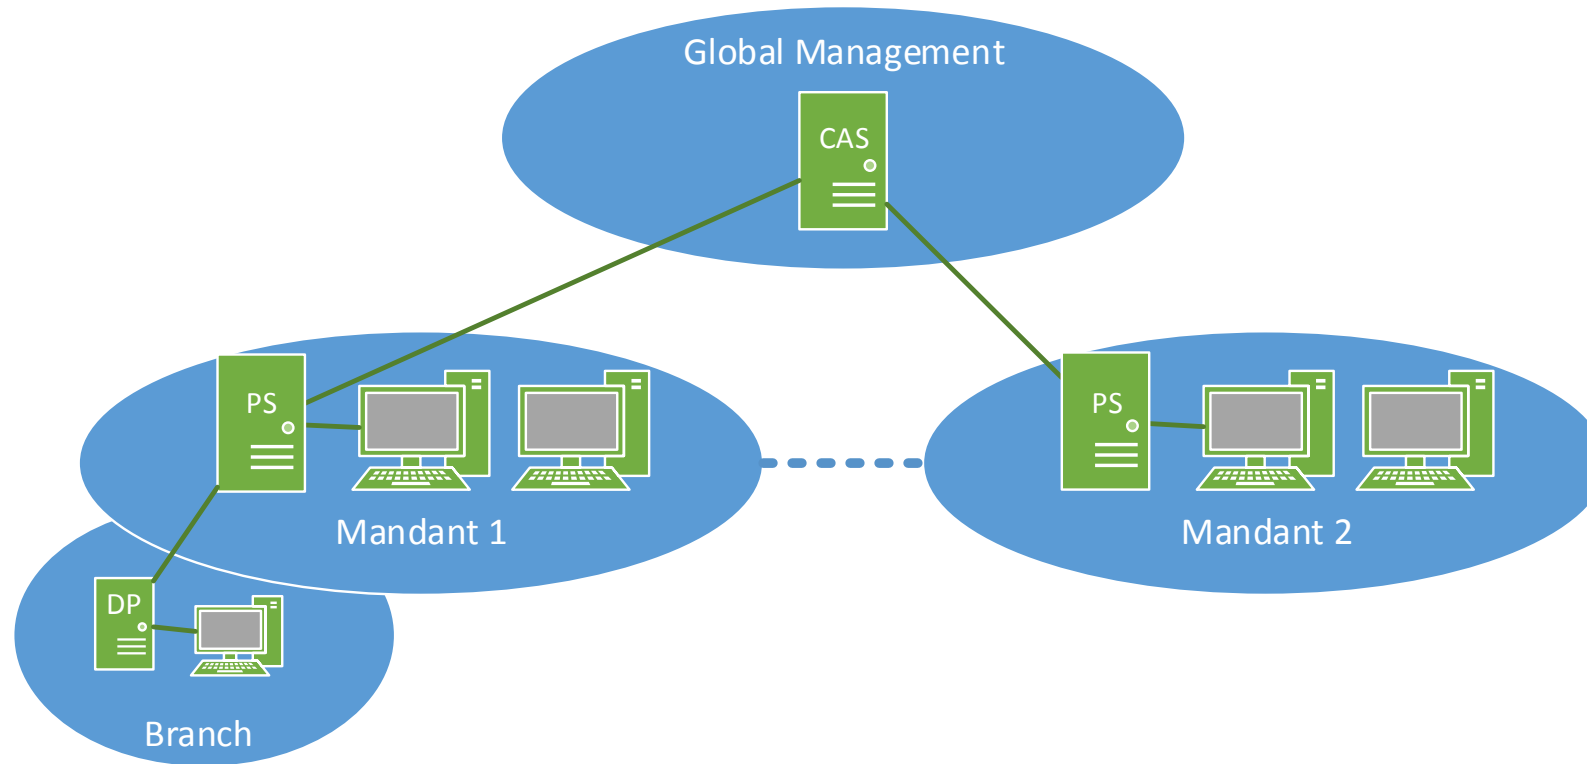 Global Management
CAS
PS
PS
Mandant 1
Mandant 2
DP
Branch